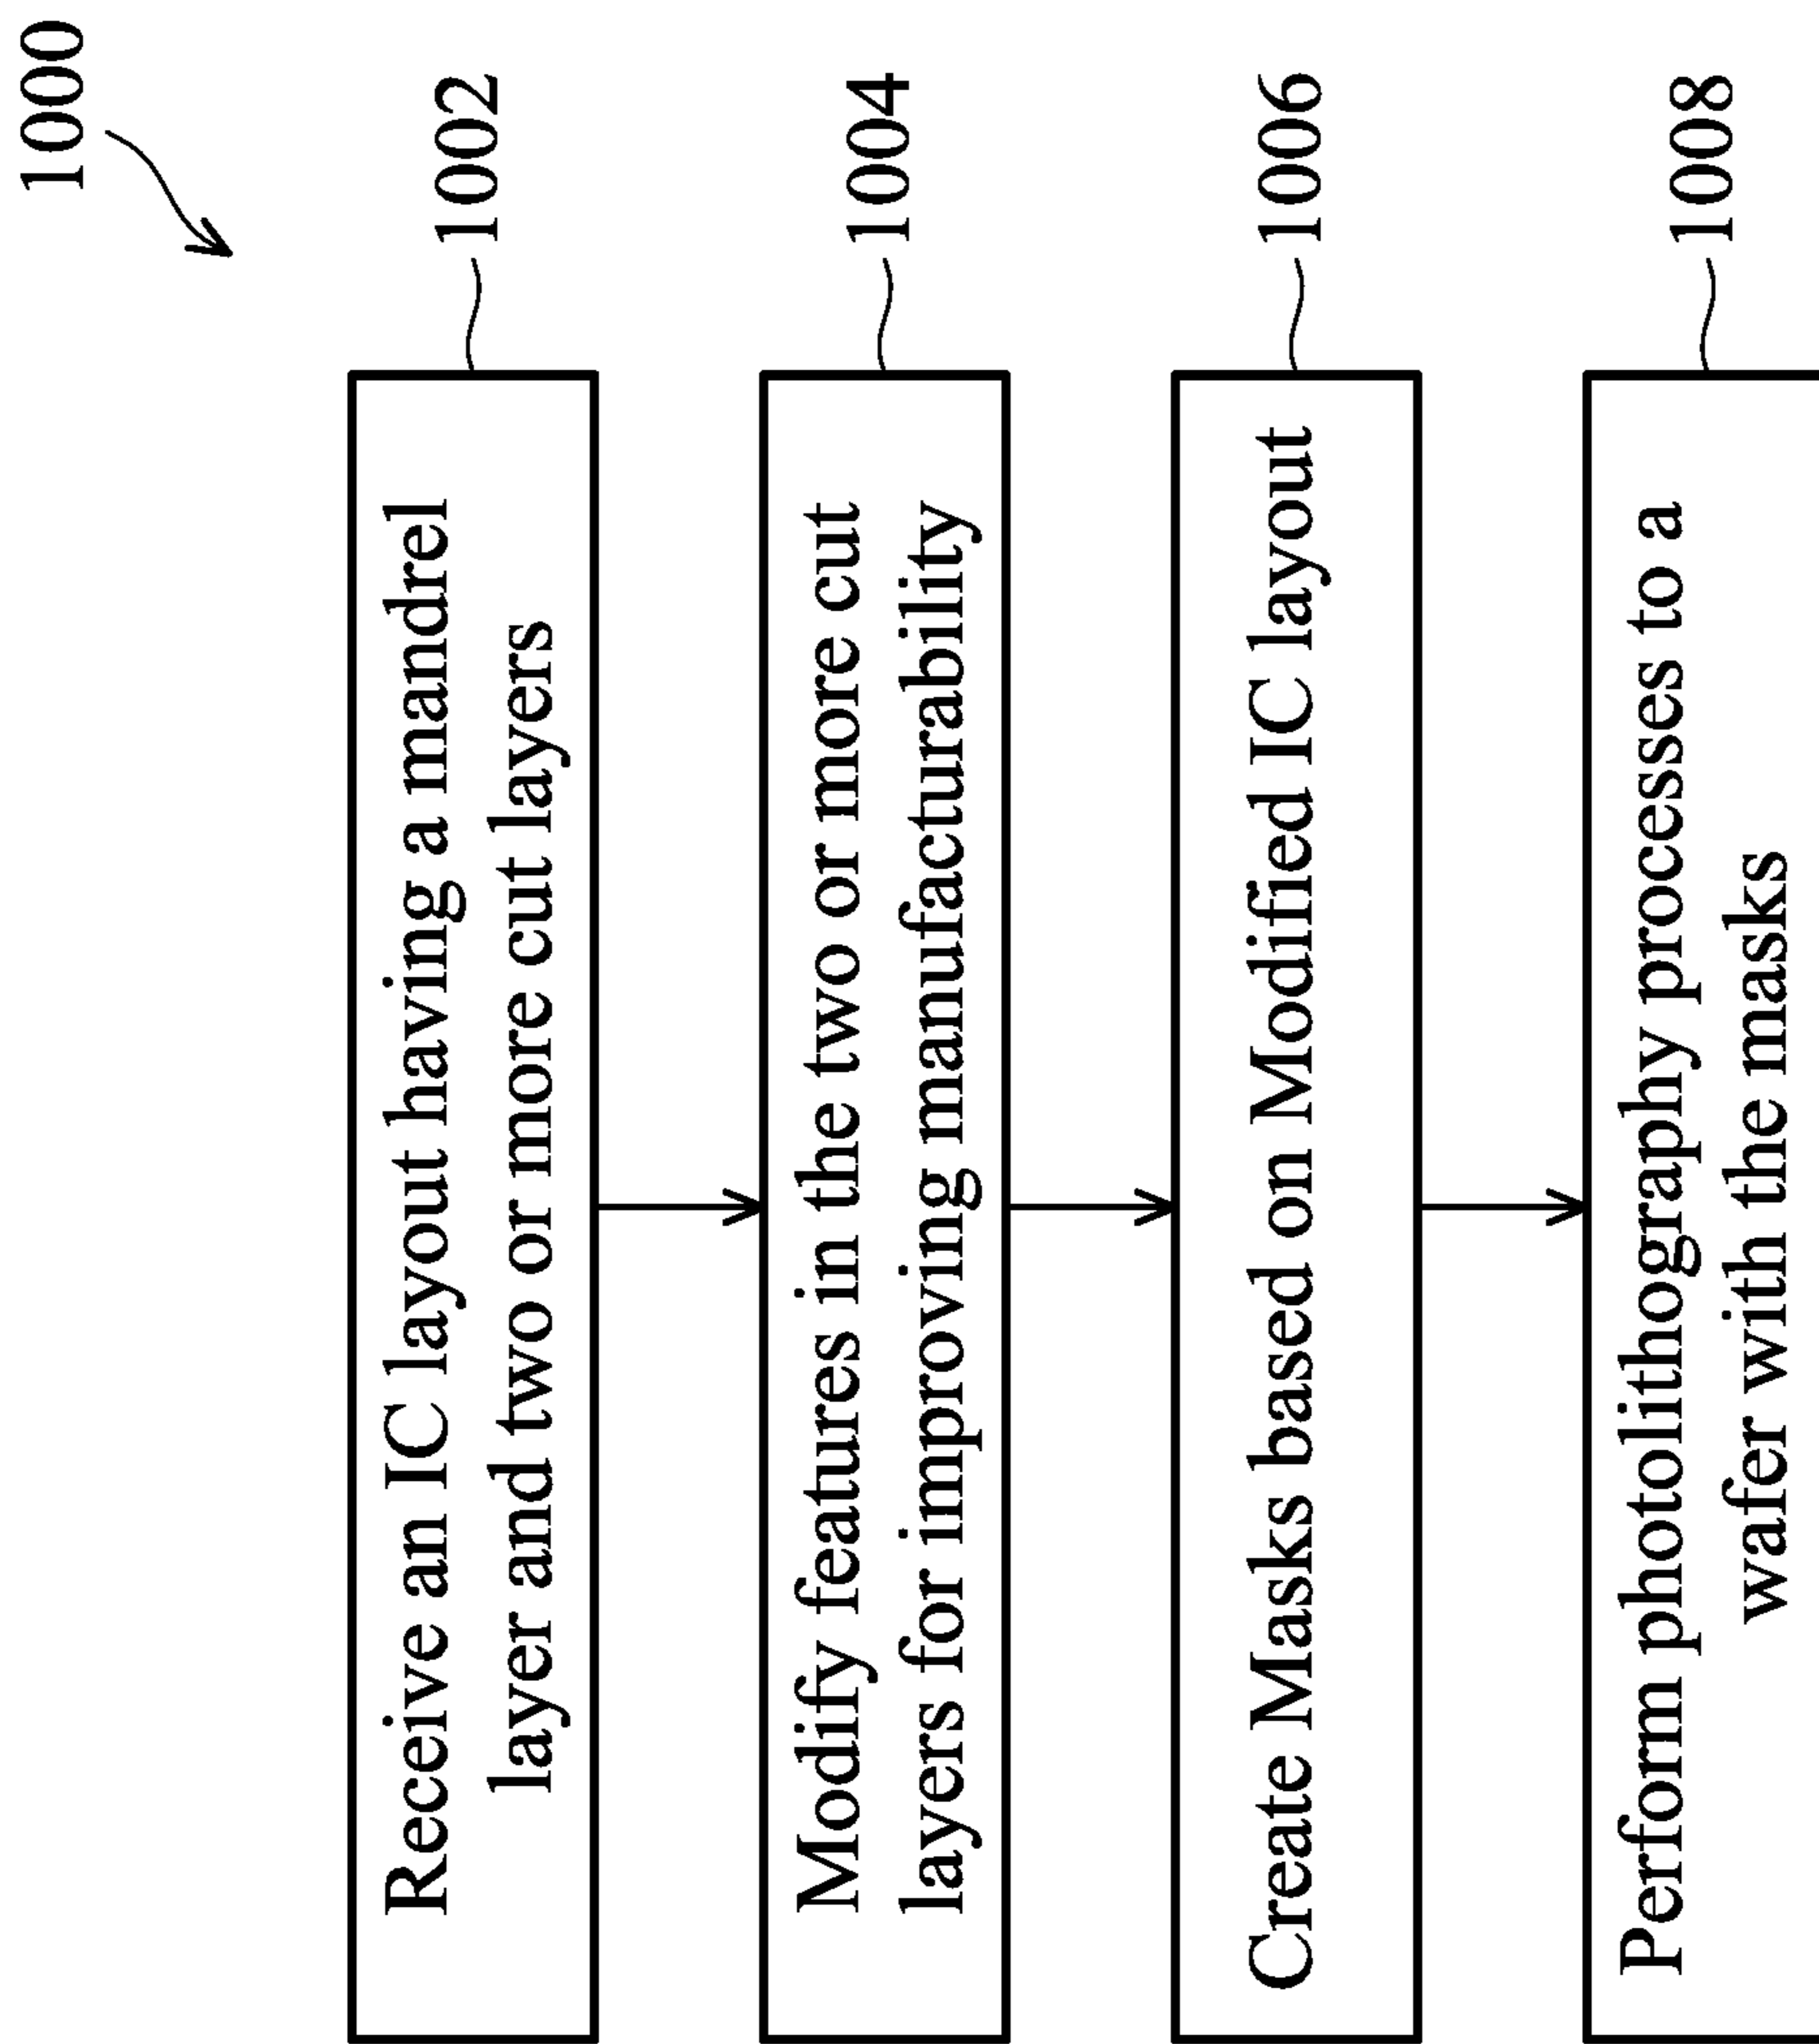 1000
Receive an IC layout having a mandrel
layer and two or more cut layers
1002
Modify features in the two or more cut
layers for improving manufacturability
1004
Create Masks based on Modified IC layout
1006
Perform photolithography processes to a
wafer with the masks
1008